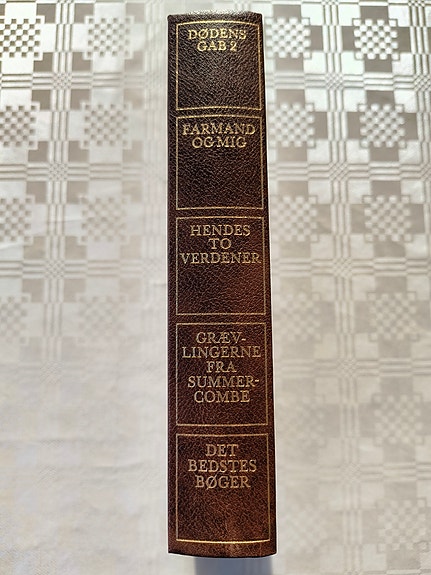 DØDENS
GAB 2
FARMAND
OG MIG
HENDES
TO
VERDENER
GRÆV-
LINGERNE
FRA
SUMMER-
COMBE
DET
BEDSTES
BØGER